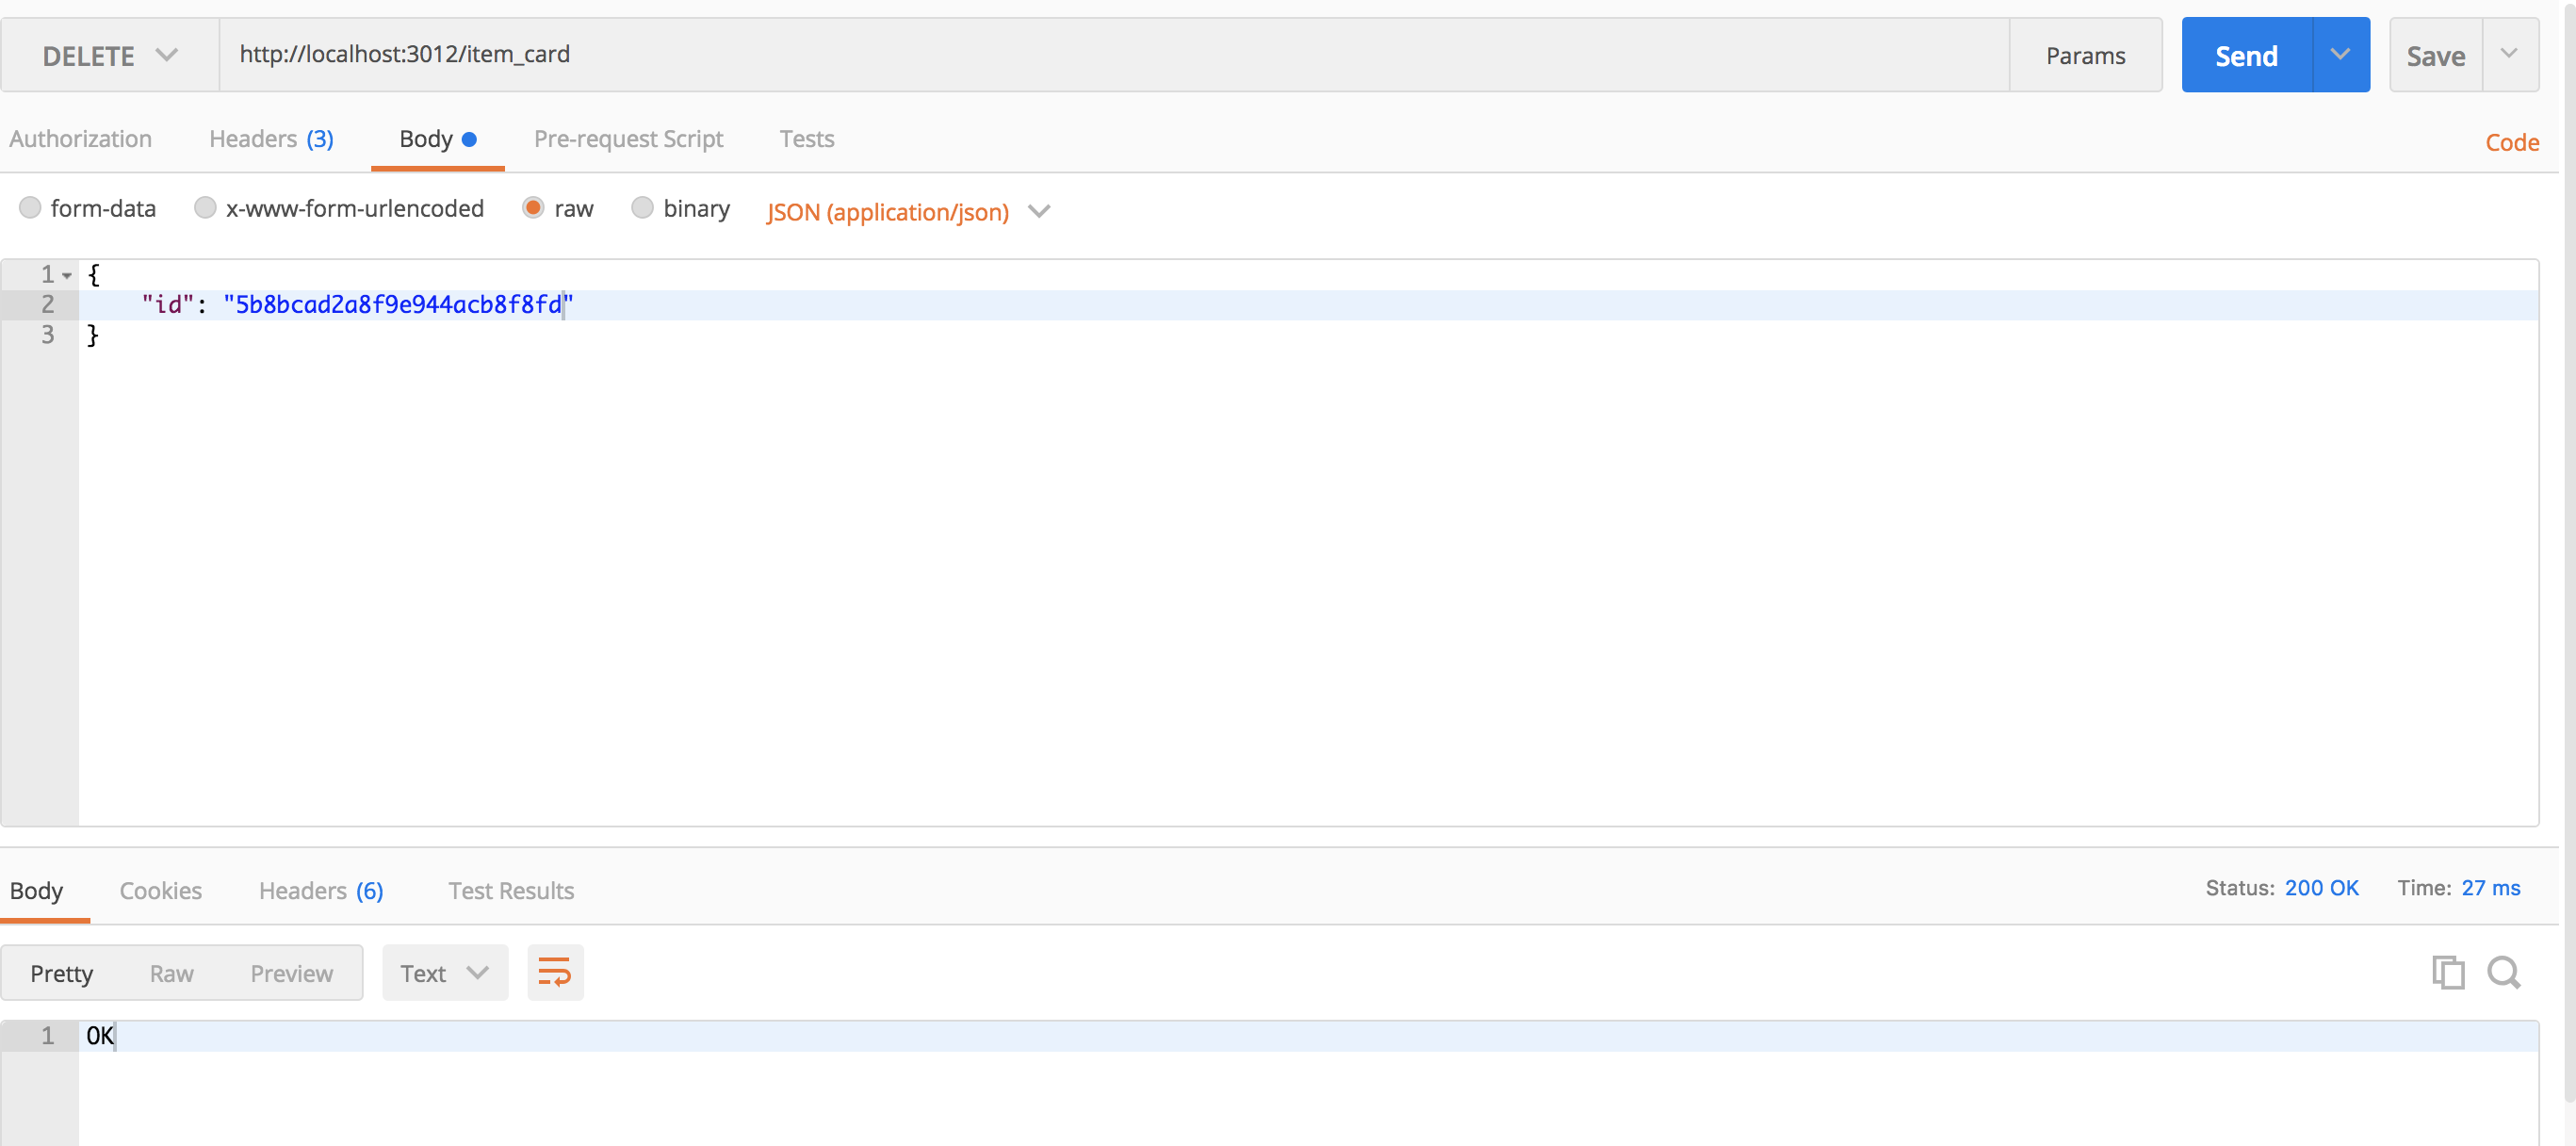 DELETE http://localhost:3012/item_card Params Send Save
Authorization Headers (3) Body Pre-request Script Tests Code
form-data x-www-form-urlencoded raw binary JSON (application/json)
1 {
2 "id": "5b8bcad2a8f9e944acb8f8fd"
3 }
Body Cookies Headers (6) Test Results Status: 200 OK Time: 27 ms
Pretty Raw Preview Text
1 OK